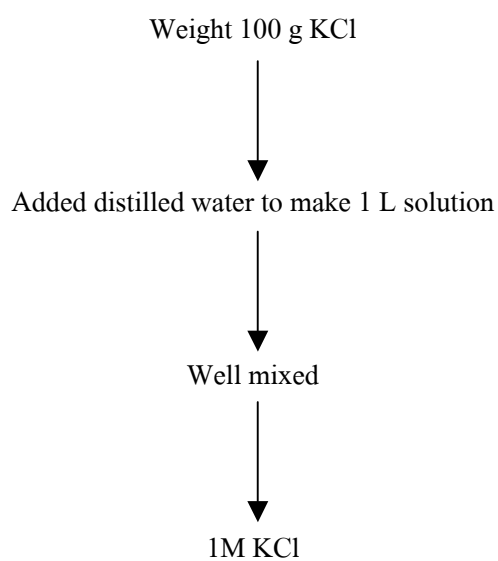 Weight 100 g KCl
Added distilled water to make 1 L solution
Well mixed
1M KCl